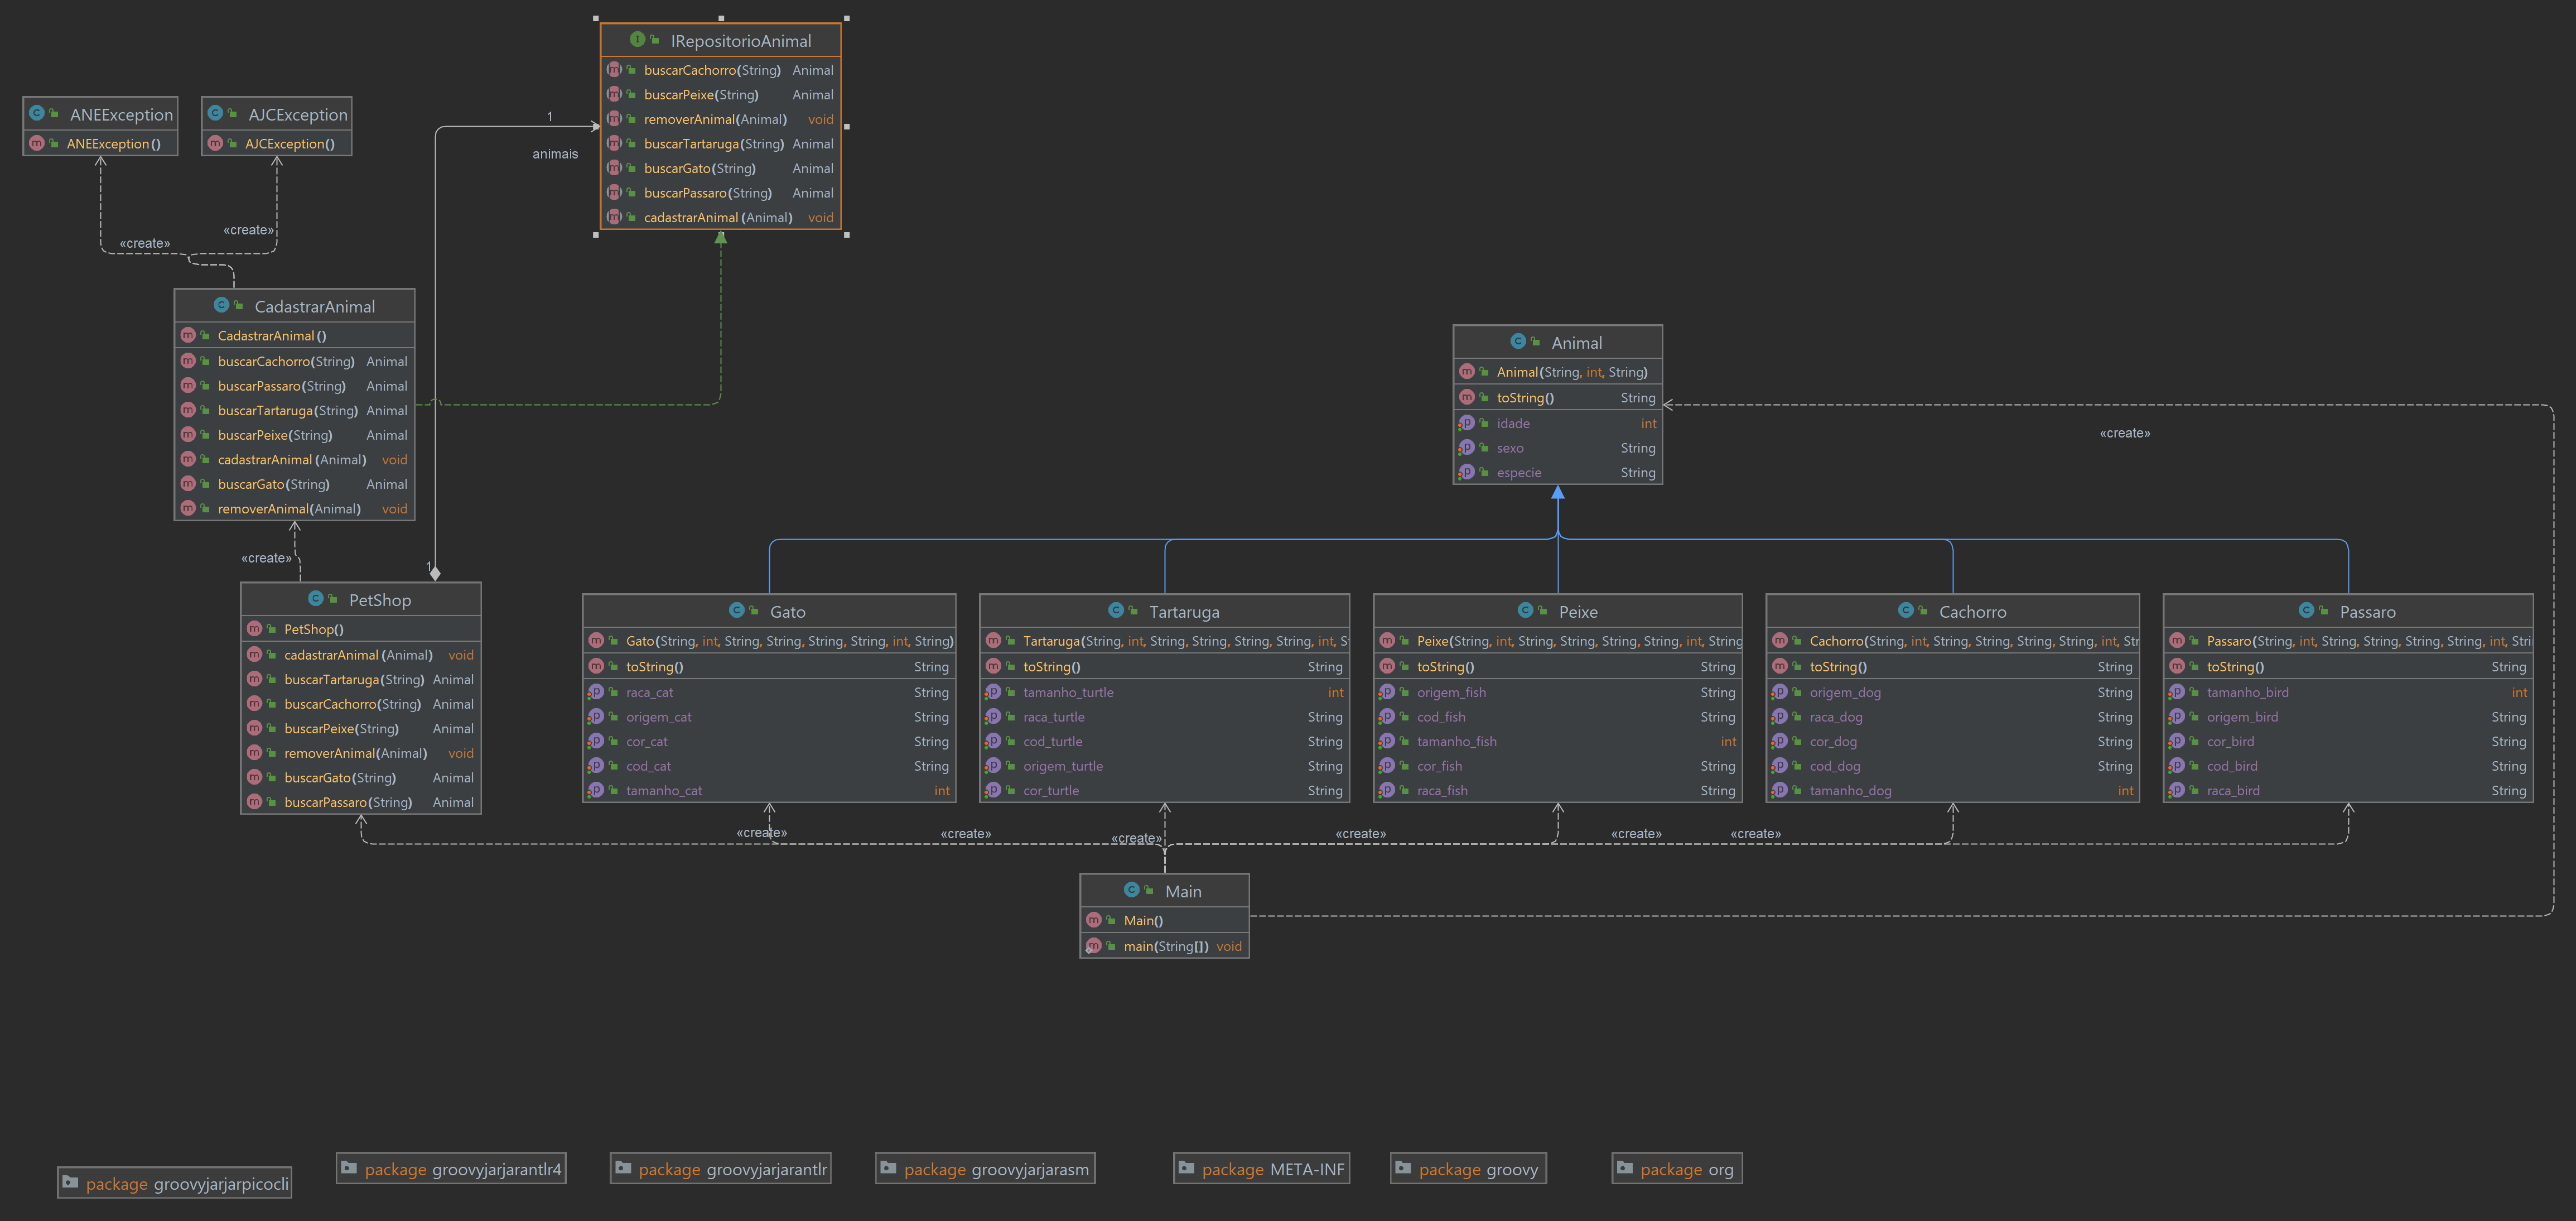 IRepositorioAnimal
buscarCachorro(String) Animal
buscarPeixe(String) Animal
removerAnimal(Animal) void
buscarTartaruga(String) Animal
buscarGato(String) Animal
buscarPassaro(String) Animal
cadastrarAnimal(Animal) void
ANEException
ANEException()
AJCException
AJCException()
1
animais
«create»
«create»
CadastrarAnimal
CadastrarAnimal()
buscarCachorro(String) Animal
buscarPassaro(String) Animal
buscarTartaruga(String) Animal
buscarPeixe(String) Animal
cadastrarAnimal(Animal) void
buscarGato(String) Animal
removerAnimal(Animal) void
«create»
1
PetShop
PetShop()
cadastrarAnimal(Animal) void
buscarTartaruga(String) Animal
buscarCachorro(String) Animal
buscarPeixe(String) Animal
removerAnimal(Animal) void
buscarGato(String) Animal
buscarPassaro(String) Animal
Animal
Animal(String, int, String)
toString() String
idade int
sexo String
especie String
«create»
Gato
Gato(String, int, String, String, String, String, int, String)
toString() String
raca_cat String
origem_cat String
cor_cat String
cod_cat String
tamanho_cat int
Tartaruga
Tartaruga(String, int, String, String, String, String, int, S
toString() String
tamanho_turtle int
raca_turtle String
cod_turtle String
origem_turtle String
cor_turtle String
Peixe
Peixe(String, int, String, String, String, String, int, String
toString() String
origem_fish String
cod_fish String
tamanho_fish int
cor_fish String
raca_fish String
Cachorro
Cachorro(String, int, String, String, String, String, int, Str
toString() String
origem_dog String
raca_dog String
cor_dog String
cod_dog String
tamanho_dog int
Passaro
Passaro(String, int, String, String, String, String, int, Stri
toString() String
tamanho_bird int
origem_bird String
cor_bird String
cod_bird String
raca_bird String
«create»
«create»
«create»
«create»
«create»
«create»
Main
Main()
main(String[]) void
package groovyjarjarpicocli
package groovyjarjarantlr4
package groovyjarjarantlr
package groovyjarjarasm
package META-INF
package groovy
package org